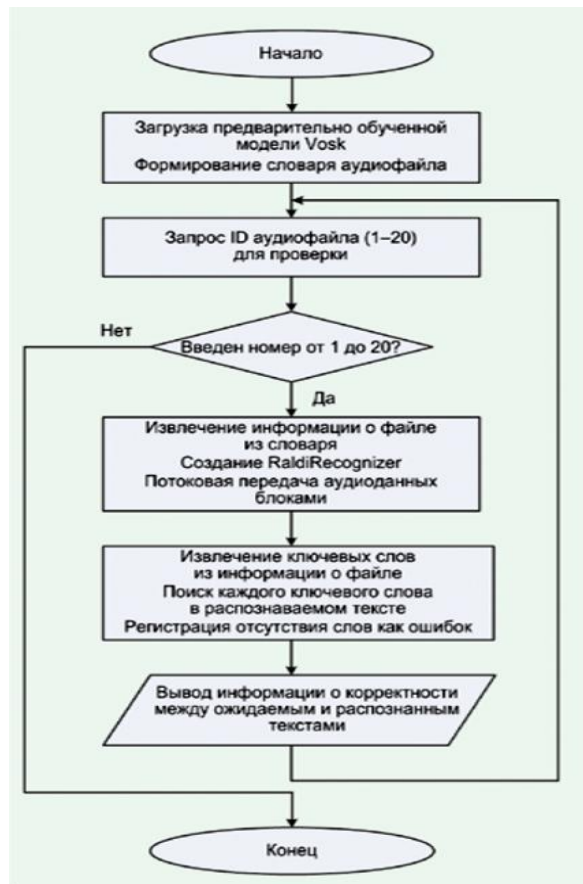 Начало
Загрузка предварительно обученной
модели Vosk
Формирование словаря аудиофайла
Запрос ID аудиофайла (1–20)
для проверки
Нет
Введен номер от 1 до 20?
Да
Извлечение информации о файле
из словаря
Создание RaldiRecognizer
Потоковая передача аудиоданных
блоками
Извлечение ключевых слов
из информации о файле
Поиск каждого ключевого слова
в распознаваемом тексте
Регистрация отсутствия слов как ошибок
Вывод информации о корректности
между ожидаемым и распознанным
текстами
Конец